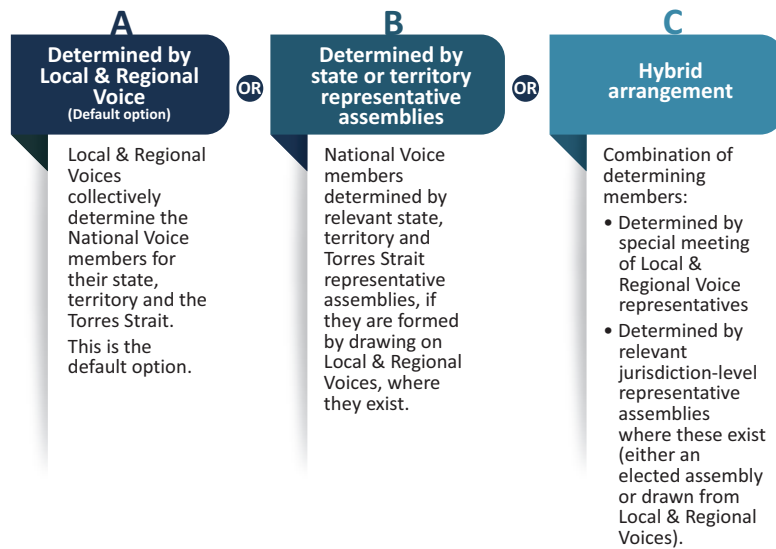 A
Determined by
Local & Regional
Voice
(Default option)
Local & Regional
Voices
collectively
determine the
National Voice
members for
their state,
territory and the
Torres Strait.
This is the
default option.
OR
B
Determined by
state or territory
representative
assemblies
National Voice
members
determined by
relevant state,
territory and
Torres Strait
representative
assemblies, if
they are formed
by drawing on
Local & Regional
Voices, where
they exist.
OR
C
Hybrid
arrangement
Combination of
determining
members:
• Determined by
special meeting
of Local &
Regional Voice
representatives
• Determined by
relevant
jurisdiction-level
representative
assemblies
where these exist
(either an
elected assembly
or drawn from
Local & Regional
Voices).